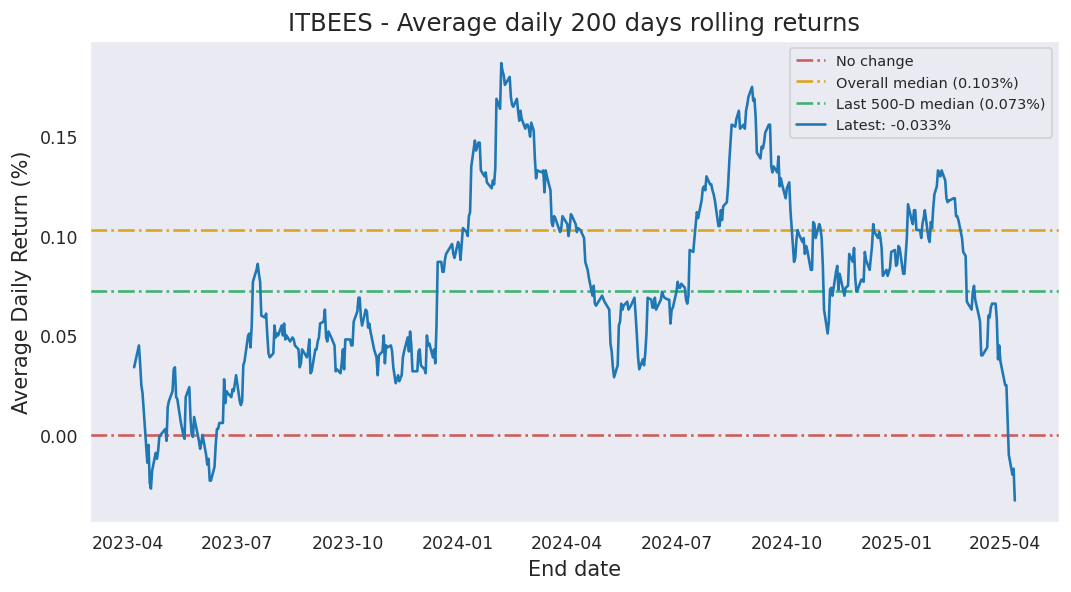 ITBEES - Average daily 200 days rolling returns
No change
Overall median (0.103%)
Last 500-D median (0.073%)
Latest: -0.033%
Average Daily Return (%)
0.15
0.10
0.05
0.00
2023-04 2023-07 2023-10 2024-01 2024-04 2024-07 2024-10 2025-01 2025-04
End date